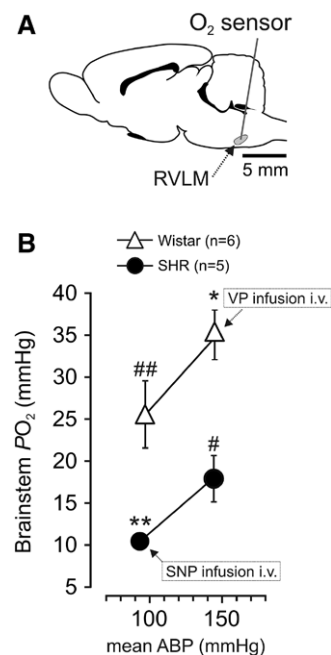 A
O₂ sensor
RVLM
5 mm
B
Wistar (n=6)
SHR (n=5)
40
35
30
25
20
15
10
5
Brainstem PO₂ (mmHg)
*
VP infusion i.v.
##
#
**
SNP infusion i.v.
100 150
mean ABP (mmHg)